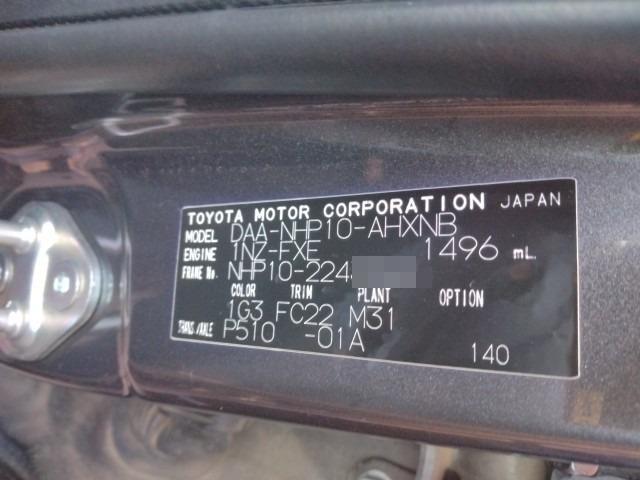 TOYOTA MOTOR CORPORATION JAPAN
MODEL DAA-NHP10-AHXNB
ENGINE 1NZ-FXE 1496 mL
FRAME No. NHP10-224
COLOR TRIM PLANT OPTION
1G3 FC22 M31
TRANS./AXLE P510 -01A
140